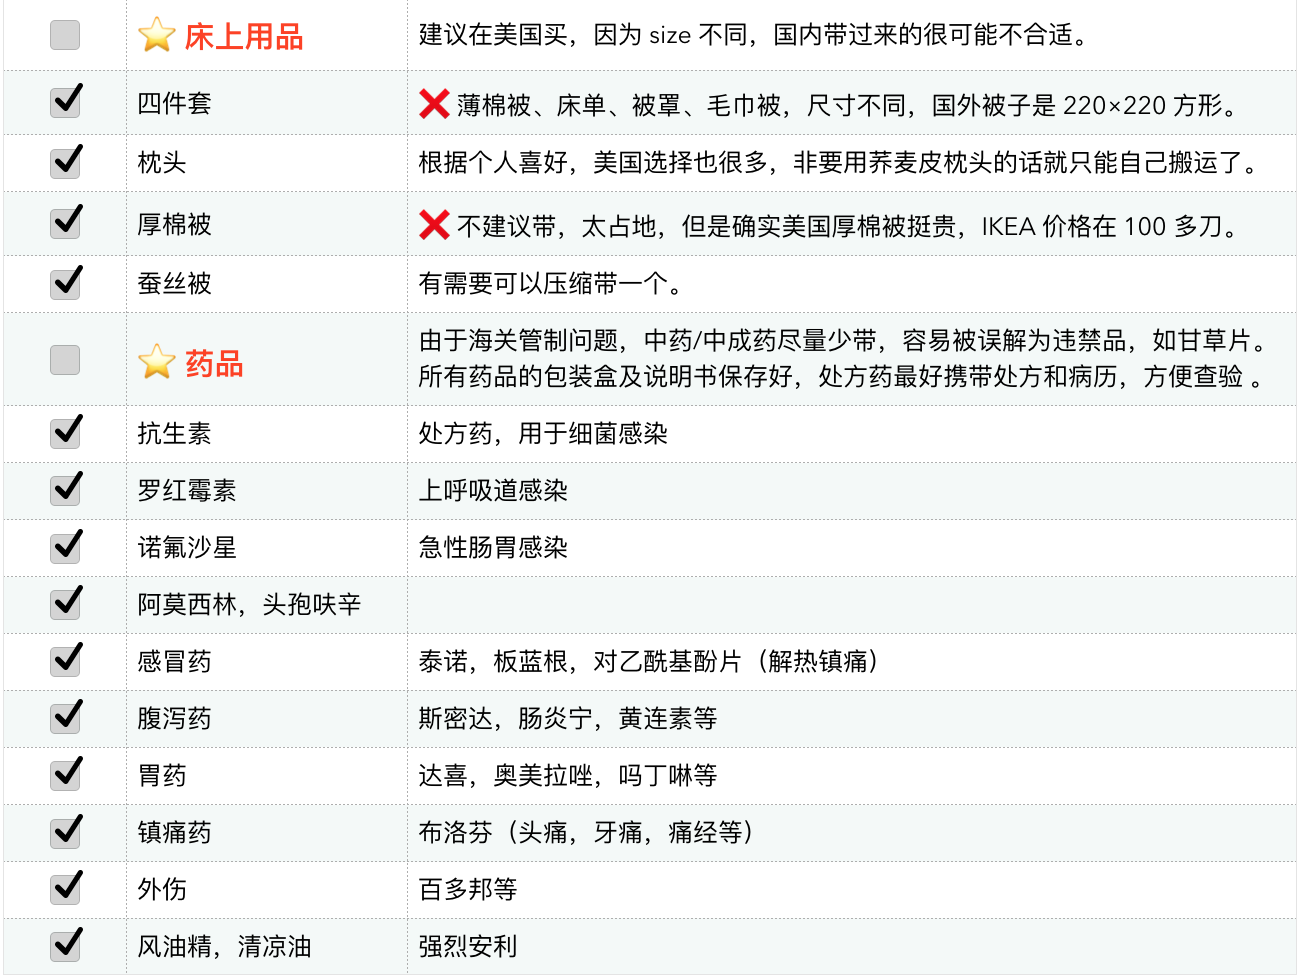 ⭐ 床上用品 建议在美国买，因为 size 不同，国内带过来的很可能不合适。
四件套 ❌ 薄棉被、床单、被罩、毛巾被，尺寸不同，国外被子是 220×220 方形。
枕头 根据个人喜好，美国选择也很多，非要用荞麦皮枕头的话就只能自己搬运了。
厚棉被 ❌ 不建议带，太占地，但是确实美国厚棉被挺贵，IKEA 价格在 100 多刀。
蚕丝被 有需要可以压缩带一个。
⭐ 药品 由于海关管制问题，中药/中成药尽量少带，容易被误解为违禁品，如甘草片。
所有药品的包装盒及说明书保存好，处方药最好携带处方和病历，方便查验 。
抗生素 处方药，用于细菌感染
罗红霉素 上呼吸道感染
诺氟沙星 急性肠胃感染
阿莫西林，头孢呋辛
感冒药 泰诺，板蓝根，对乙酰基酚片（解热镇痛）
腹泻药 斯密达，肠炎宁，黄连素等
胃药 达喜，奥美拉唑，吗丁啉等
镇痛药 布洛芬（头痛，牙痛，痛经等）
外伤 百多邦等
风油精，清凉油 强烈安利